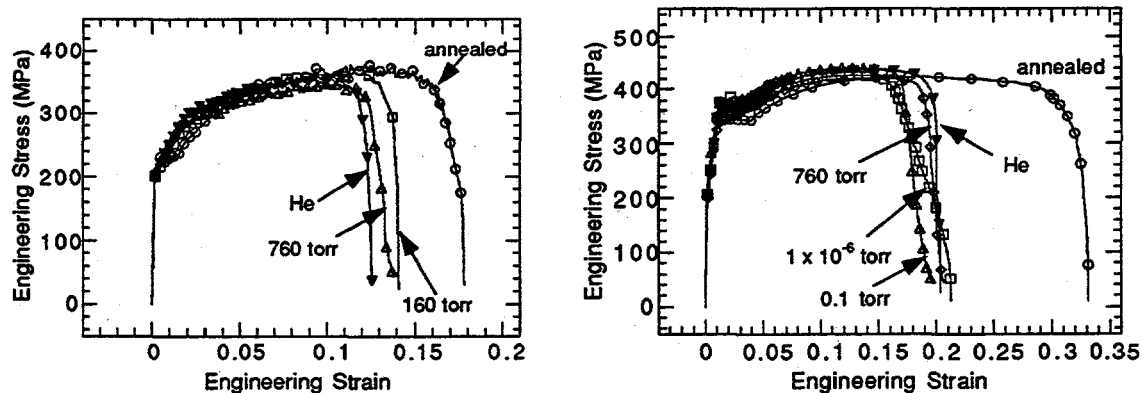 Engineering Stress (MPa)
400
300
200
100
0
annealed
He
760 torr
160 torr
0 0.05 0.1 0.15 0.2
Engineering Strain
Engineering Stress (MPa)
500
400
300
200
100
0
annealed
760 torr
He
1 x 10⁻⁶ torr
0.1 torr
0 0.05 0.1 0.15 0.2 0.25 0.3 0.35
Engineering Strain